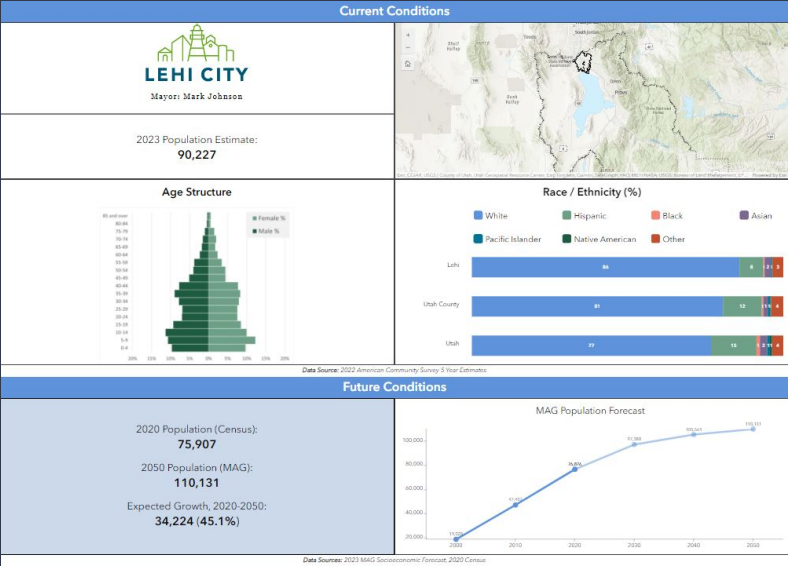 Current Conditions
LEHI CITY
Mayor: Mark Johnson
2023 Population Estimate:
90,227
Age Structure
85 and over
80-84
75-79
70-74
65-69
60-64
55-59
50-54
45-49
40-44
35-39
30-34
25-29
20-24
15-19
10-14
5-9
0-4
Female %
Male %
20% 15% 10% 5% 0% 5% 10% 15% 20%
Race / Ethnicity (%)
White Hispanic Black Asian
Pacific Islander Native American Other
Lehi 86 8 2 3
Utah County 81 12 4
Utah 77 15 2 4
Data Source: 2022 American Community Survey 5 Year Estimates
Future Conditions
2020 Population (Census):
75,907
2050 Population (MAG):
110,131
Expected Growth, 2020-2050:
34,224 (45.1%)
MAG Population Forecast
100,000
80,000
60,000
40,000
20,000
110,131
2000 2010 2020 2030 2040 2050
Data Sources: 2023 MAG Socioeconomic Forecast, 2020 Census